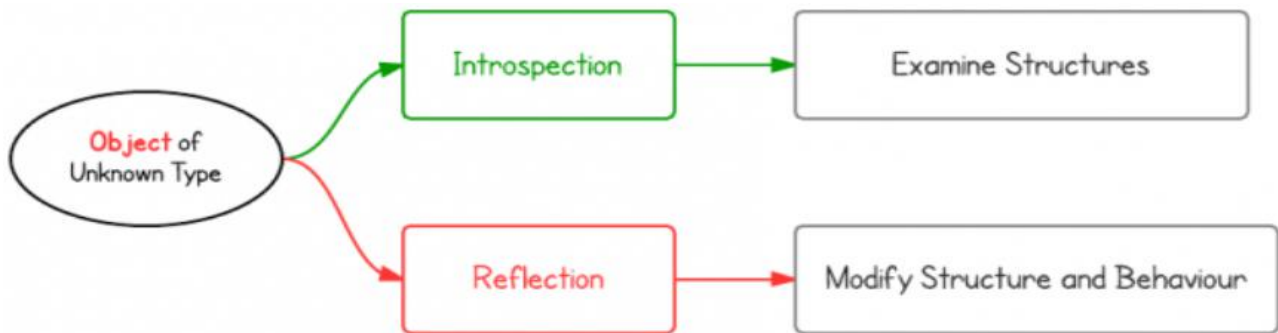 Introspection
Examine Structures
Object of
Unknown Type
Reflection
Modify Structure and Behaviour